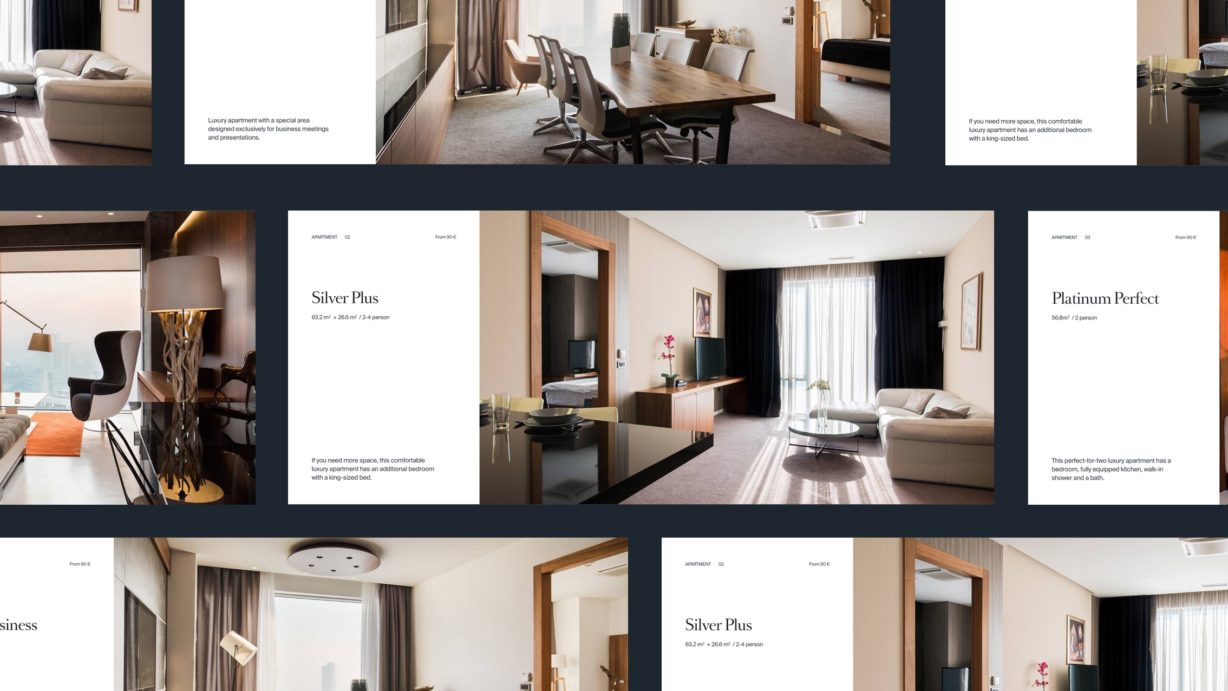 Luxury apartment with a special area
designed exclusively for business meetings
and presentations.
If you need more space, this comfortable
luxury apartment has an additional bedroom
with a king-sized bed.
APARTMENT 02
From 90 €
Silver Plus
63.2 m² + 26.6 m² / 2-4 person
If you need more space, this comfortable
luxury apartment has an additional bedroom
with a king-sized bed.
APARTMENT 03
From 90 €
Platinum Perfect
56.8m² / 2 person
This perfect-for-two luxury apartment has a
bedroom, fully equipped kitchen, walk-in
shower and a bath.
From 90 €
siness
APARTMENT 02
From 90 €
Silver Plus
63.2 m² + 26.6 m² / 2-4 person